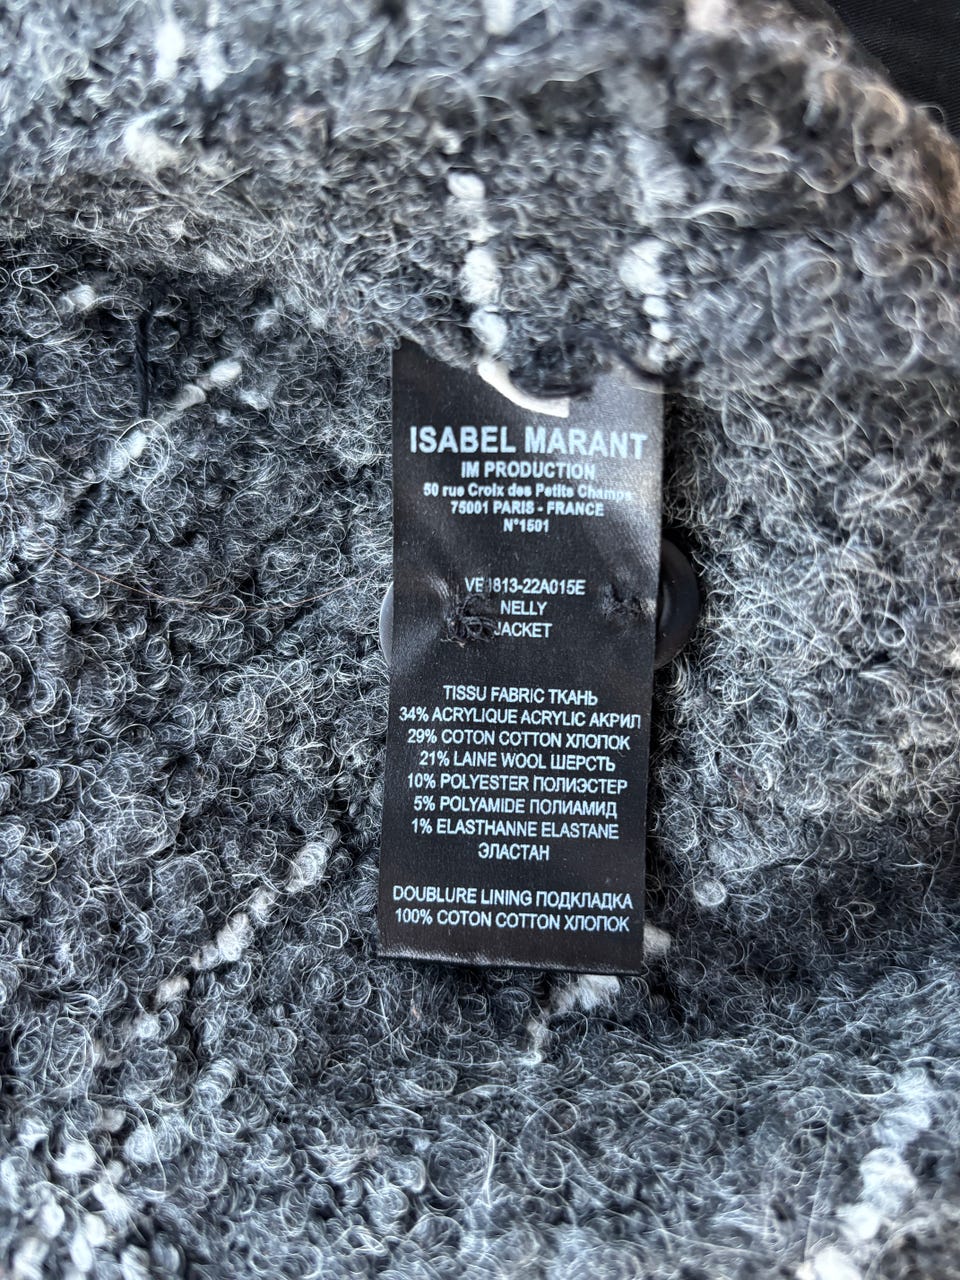 ISABEL MARANT
IM PRODUCTION
50 rue Croix des Petits Champs
75001 PARIS - FRANCE
N°1501
NELLY
JACKET
TISSU FABRIC ТКАНЬ
34% ACRYLIQUE ACRYLIC АКРИЛ
29% COTON COTTON ХЛОПОК
21% LAINE WOOL ШЕРСТЬ
10% POLYESTER ПОЛИЭСТЕР
5% POLYAMIDE ПОЛИАМИД
1% ELASTHANNE ELASTANE
ЭЛАСТАН
DOUBLURE LINING ПОДКЛАДКА
100% COTON COTTON ХЛОПОК